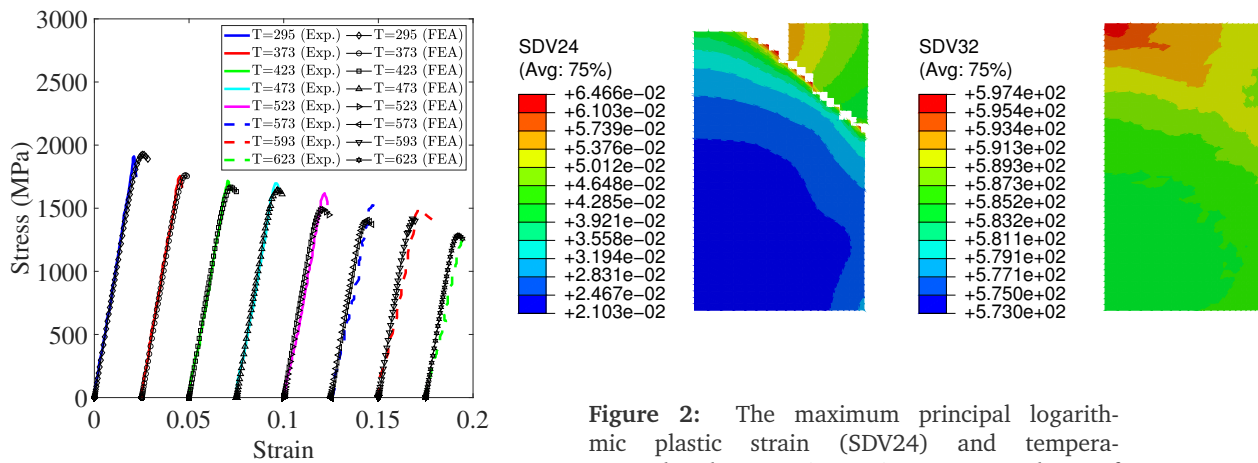 3000
2500
2000
1500
1000
500
0
Stress (MPa)
0
0.05
0.1
0.15
0.2
Strain
T=295 (Exp.) T=295 (FEA)
T=373 (Exp.) T=373 (FEA)
T=423 (Exp.) T=423 (FEA)
T=473 (Exp.) T=473 (FEA)
T=523 (Exp.) T=523 (FEA)
T=573 (Exp.) T=573 (FEA)
T=593 (Exp.) T=593 (FEA)
T=623 (Exp.) T=623 (FEA)
SDV24
(Avg: 75%)
+6.466e−02
+6.103e−02
+5.739e−02
+5.376e−02
+5.012e−02
+4.648e−02
+4.285e−02
+3.921e−02
+3.558e−02
+3.194e−02
+2.831e−02
+2.467e−02
+2.103e−02
SDV32
(Avg: 75%)
+5.974e+02
+5.954e+02
+5.934e+02
+5.913e+02
+5.893e+02
+5.873e+02
+5.852e+02
+5.832e+02
+5.811e+02
+5.791e+02
+5.771e+02
+5.750e+02
+5.730e+02
Figure 2: The maximum principal logarith-
mic plastic strain (SDV24) and tempera-